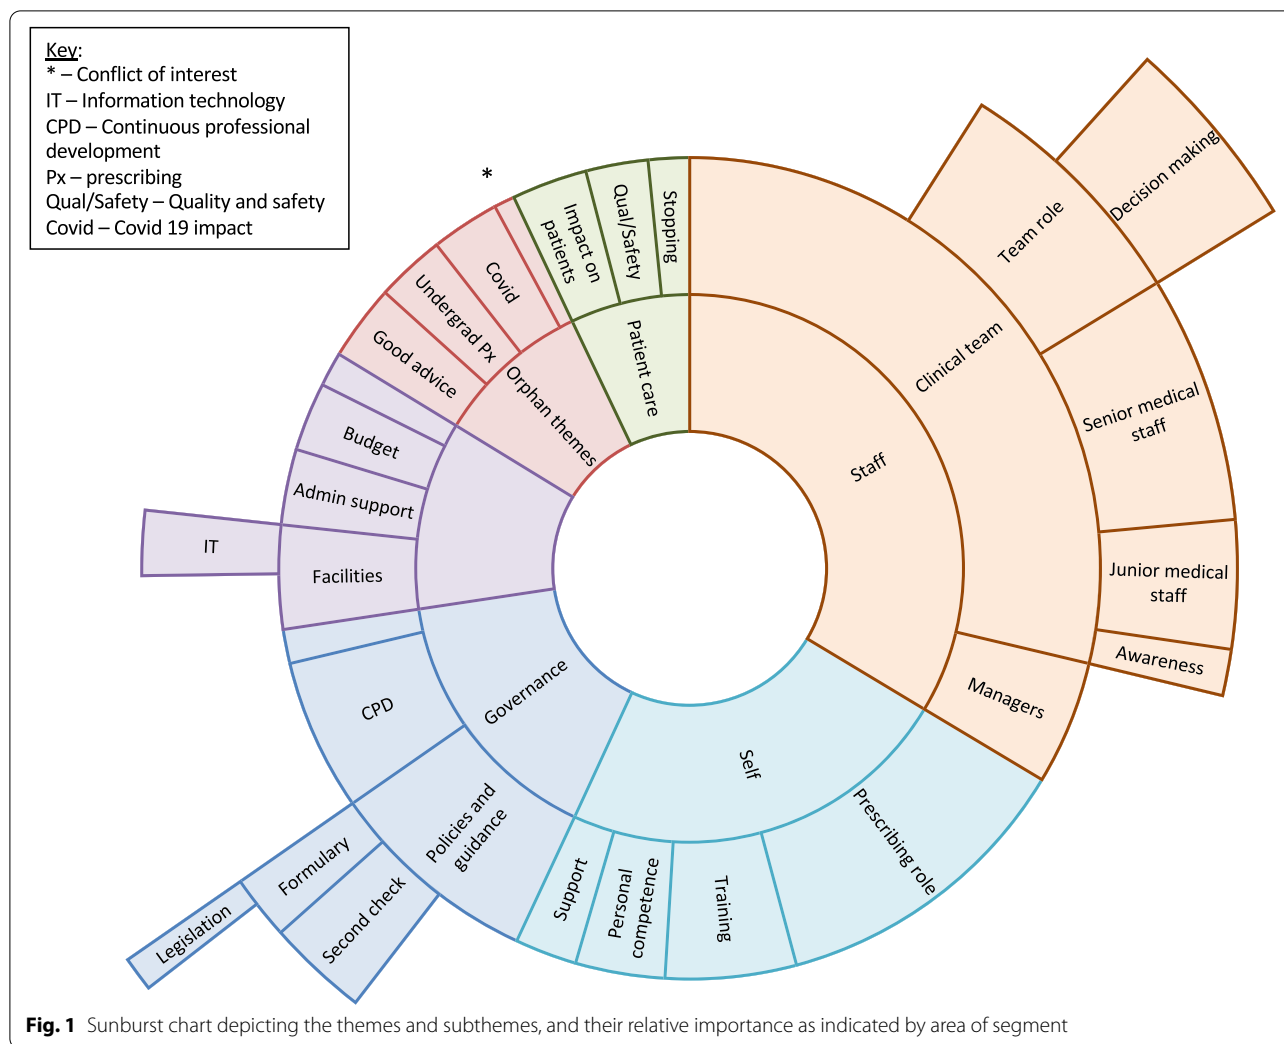 Key:
* – Conflict of interest
IT – Information technology
CPD – Continuous professional
development
Px – prescribing
Qual/Safety – Quality and safety
Covid – Covid 19 impact
*
Impact on
patients
Qual/Safety
Stopping
Patient care
Covid
Undergrad Px
Good advice
Orphan themes
Budget
Admin support
IT
Facilities
Governance
CPD
Policies and
guidance
Formulary
Second check
Legislation
Self
Support
Personal
competence
Training
Prescribing role
Staff
Clinical team
Managers
Team role
Decision making
Senior medical
staff
Junior medical
staff
Awareness
Fig. 1 Sunburst chart depicting the themes and subthemes, and their relative importance as indicated by area of segment